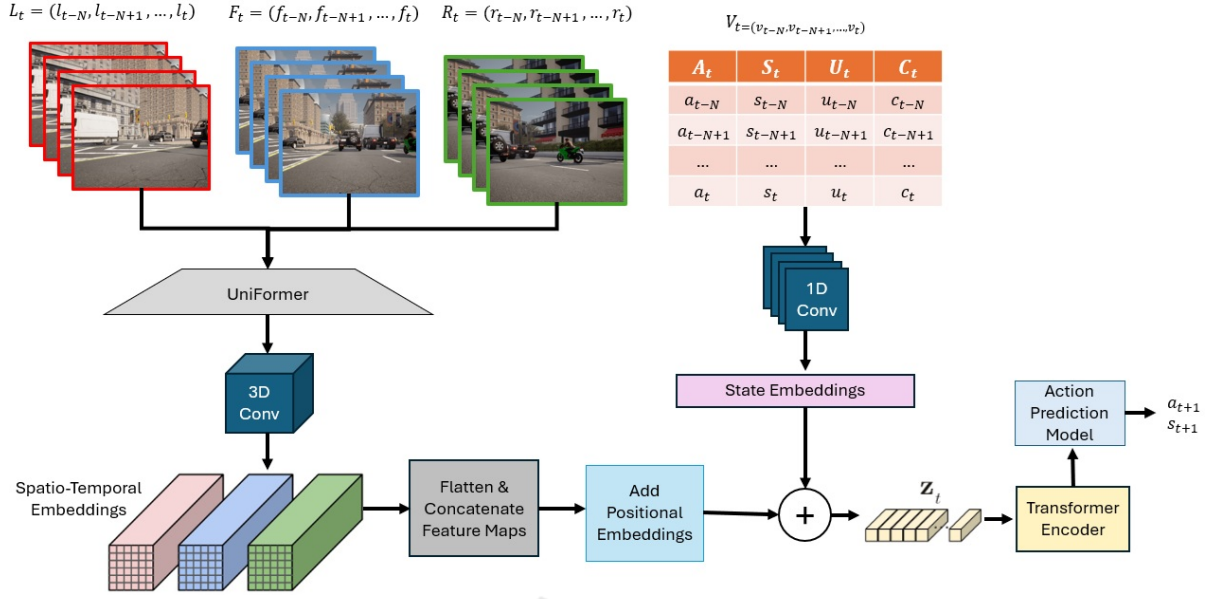 L_t = (l_{t-N}, l_{t-N+1}, ..., l_t)
F_t = (f_{t-N}, f_{t-N+1}, ..., f_t)
R_t = (r_{t-N}, r_{t-N+1}, ..., r_t)
V_{t=(v_{t-N}, v_{t-N+1}, ..., v_t)}
A_t S_t U_t C_t
a_{t-N} s_{t-N} u_{t-N} c_{t-N}
a_{t-N+1} s_{t-N+1} u_{t-N+1} c_{t-N+1}
... ... ... ...
a_t s_t u_t c_t
UniFormer
1D
Conv
3D
Conv
State Embeddings
Action
Prediction
Model
a_{t+1}
s_{t+1}
Spatio-Temporal
Embeddings
Flatten &
Concatenate
Feature Maps
Add
Positional
Embeddings
+
Z_t
...
Transformer
Encoder